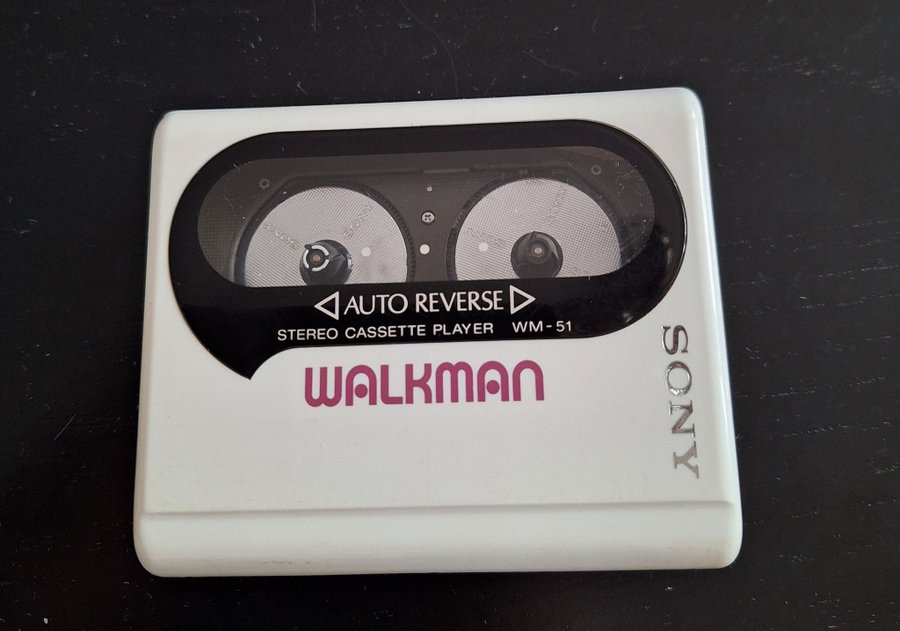 ◁ AUTO REVERSE ▷
STEREO CASSETTE PLAYER WM-51
WALKMAN
SONY